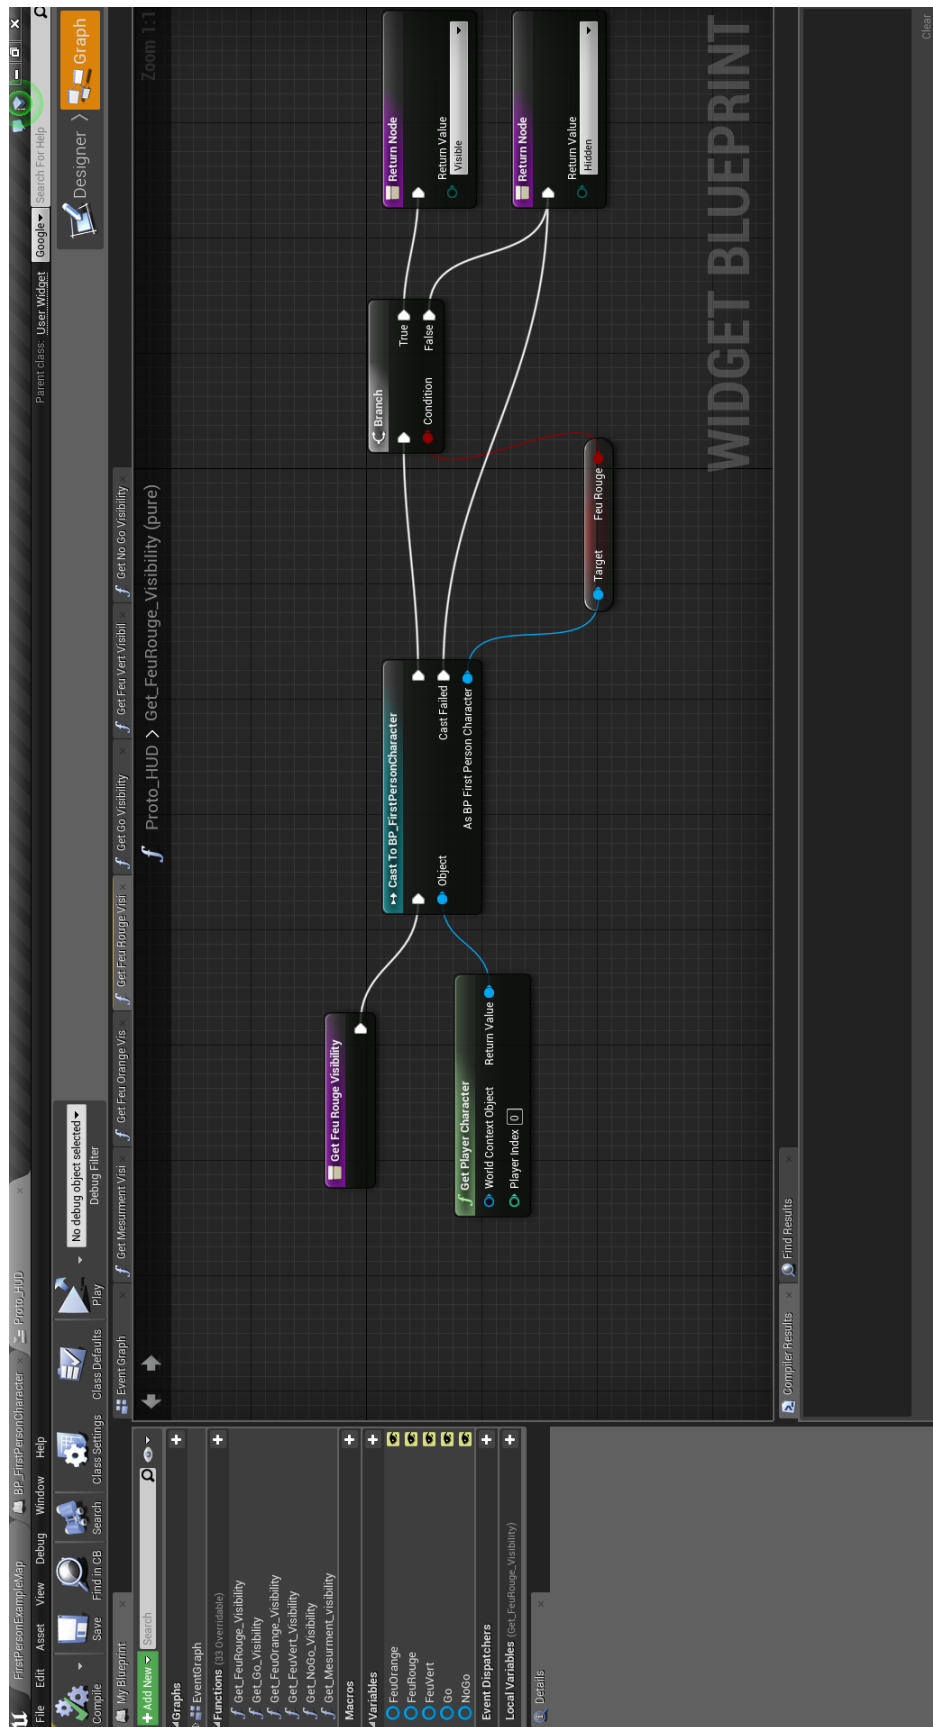 FirstPersonExampleMap
BP_FirstPersonCharacter
Proto_HUD
File Edit Asset View Debug Window Help
Parent class: User Widget
Google
Search For Help
Compile
Save
Find in CB
Search
Class Settings
Class Defaults
Play
No debug object selected
Debug Filter
Designer
Graph
My Blueprint
+ Add New
Search
Graphs
EventGraph
Functions (33 Overridable)
Get_FeuRouge_Visibility
Get_Go_Visibility
Get_FeuOrange_Visibility
Get_FeuVert_Visibility
Get_NoGo_Visibility
Get_Mesurment_visibility
Macros
Variables
FeuOrange
FeuRouge
FeuVert
Go
NoGo
Event Dispatchers
Local Variables (Get_FeuRouge_Visibility)
Details
Event Graph
Get Mesurment Visi
Get Feu Orange Vis
Get Feu Rouge Visi
Get Go Visibility
Get Feu Vert Visibil
Get No Go Visibility
Proto_HUD > Get_FeuRouge_Visibility (pure)
Zoom 1:1
Get Feu Rouge Visibility
Get Player Character
World Context Object
Return Value
Player Index 0
Cast To BP_FirstPersonCharacter
Object
Cast Failed
As BP First Person Character
Target
Feu Rouge
Branch
True
Condition
False
Return Node
Return Value
Visible
Return Node
Return Value
Hidden
WIDGET BLUEPRINT
Compiler Results
Find Results
Clear